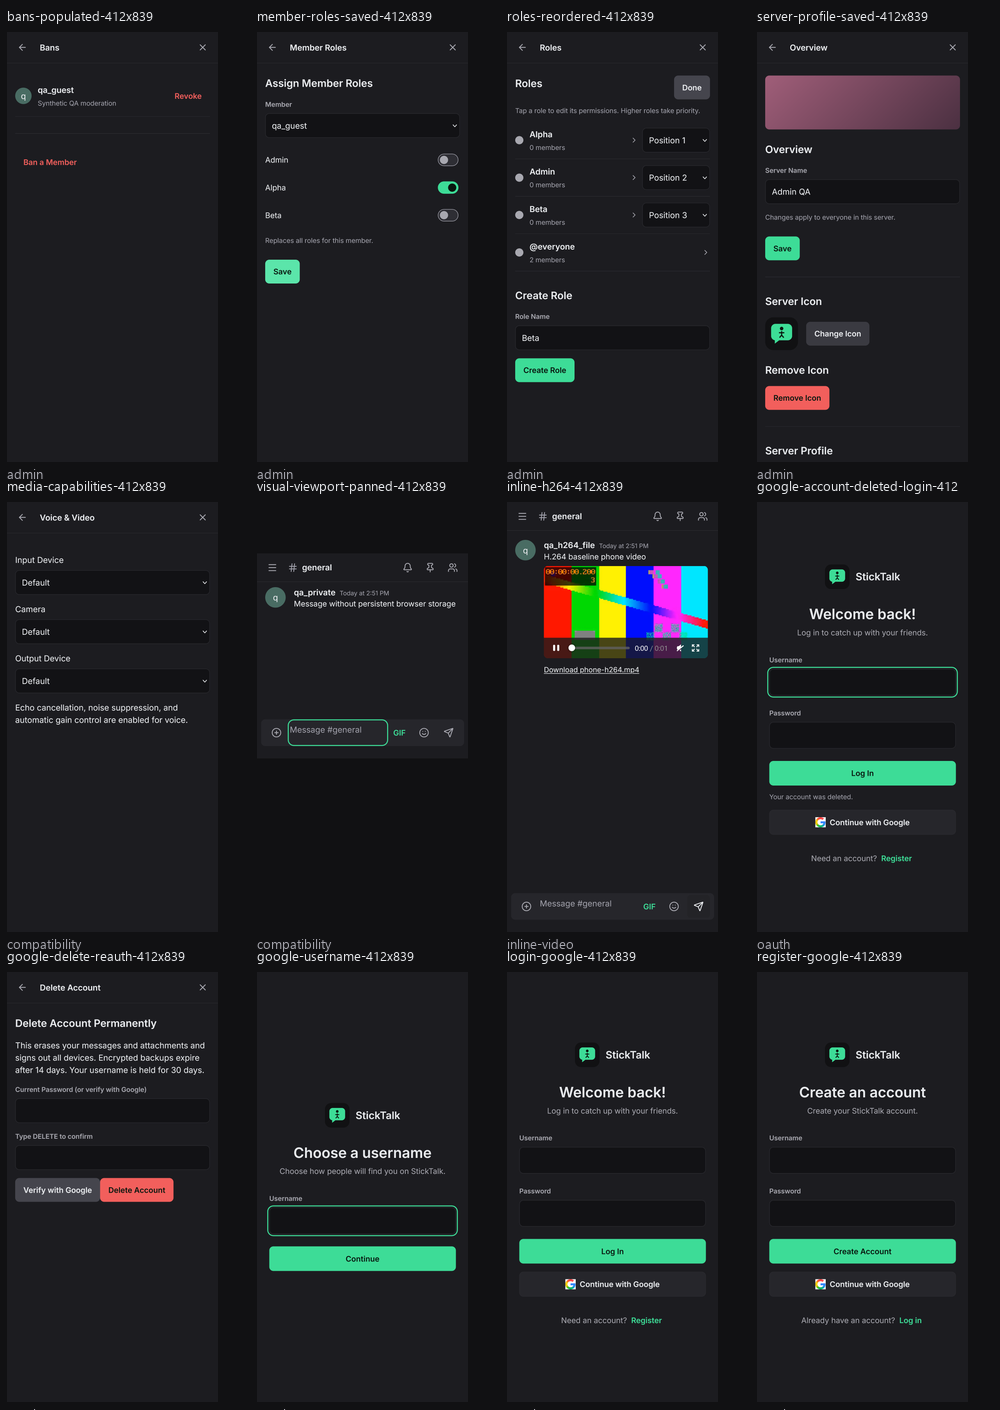 bans-populated-412x839
Bans
q
qa_guest
Synthetic QA moderation
Revoke
Ban a Member
admin
member-roles-saved-412x839
Member Roles
Assign Member Roles
Member
qa_guest
Admin
Alpha
Beta
Replaces all roles for this member.
Save
admin
roles-reordered-412x839
Roles
Roles
Done
Tap a role to edit its permissions. Higher roles take priority.
Alpha
0 members
Position 1
Admin
0 members
Position 2
Beta
0 members
Position 3
@everyone
2 members
Create Role
Role Name
Beta
Create Role
admin
server-profile-saved-412x839
Overview
Overview
Server Name
Admin QA
Changes apply to everyone in this server.
Save
Server Icon
Change Icon
Remove Icon
Remove Icon
Server Profile
admin
media-capabilities-412x839
Voice & Video
Input Device
Default
Camera
Default
Output Device
Default
Echo cancellation, noise suppression, and
automatic gain control are enabled for voice.
compatibility
visual-viewport-panned-412x839
# general
q
qa_private Today at 2:51 PM
Message without persistent browser storage
Message #general
GIF
compatibility
inline-h264-412x839
# general
q
qa_h264_file Today at 2:51 PM
H.264 baseline phone video
00:00:00.200
3
0:00 / 0:01
Download phone-h264.mp4
Message #general
GIF
inline-video
google-account-deleted-login-412
StickTalk
Welcome back!
Log in to catch up with your friends.
Username
Password
Log In
Your account was deleted.
Continue with Google
Need an account? Register
oauth
google-delete-reauth-412x839
Delete Account
Delete Account Permanently
This erases your messages and attachments and
signs out all devices. Encrypted backups expire
after 14 days. Your username is held for 30 days.
Current Password (or verify with Google)
Type DELETE to confirm
Verify with Google
Delete Account
google-username-412x839
StickTalk
Choose a username
Choose how people will find you on StickTalk.
Username
Continue
login-google-412x839
StickTalk
Welcome back!
Log in to catch up with your friends.
Username
Password
Log In
Continue with Google
Need an account? Register
register-google-412x839
StickTalk
Create an account
Create your StickTalk account.
Username
Password
Create Account
Continue with Google
Already have an account? Log in